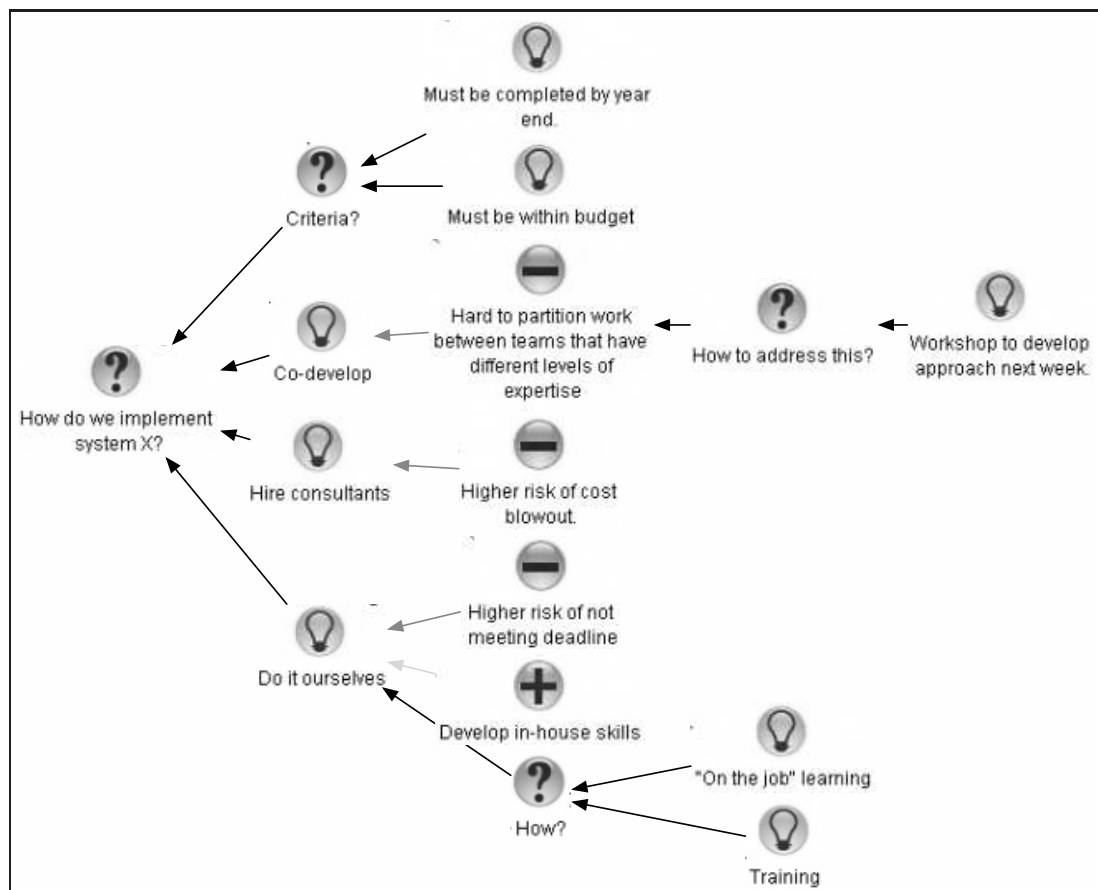 Must be completed by year
end.
Criteria?
Must be within budget
Hard to partition work
between teams that have
different levels of
expertise
How to address this?
Workshop to develop
approach next week.
Co-develop
How do we implement
system X?
Hire consultants
Higher risk of cost
blowout.
Higher risk of not
meeting deadline
Do it ourselves
Develop in-house skills
"On the job" learning
How?
Training